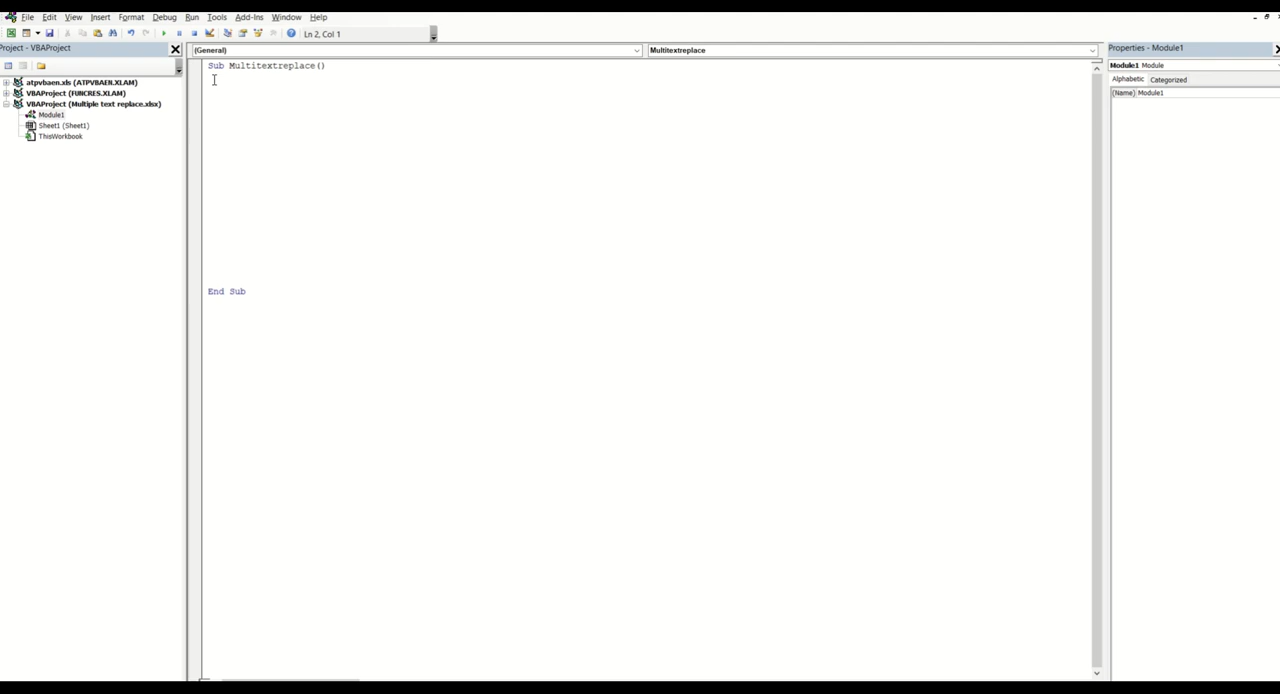 File Edit View Insert Format Debug Run Tools Add-Ins Window Help
Ln 2, Col 1
Project - VBAProject
atpvbaen.xls (ATPVBAEN.XLAM)
VBAProject (FUNCRES.XLAM)
VBAProject (Multiple text replace.xlsx)
Module1
Sheet1 (Sheet1)
ThisWorkbook
(General)
Multitextreplace
Sub Multitextreplace()
End Sub
Properties - Module1
Module1 Module
Alphabetic Categorized
(Name) Module1